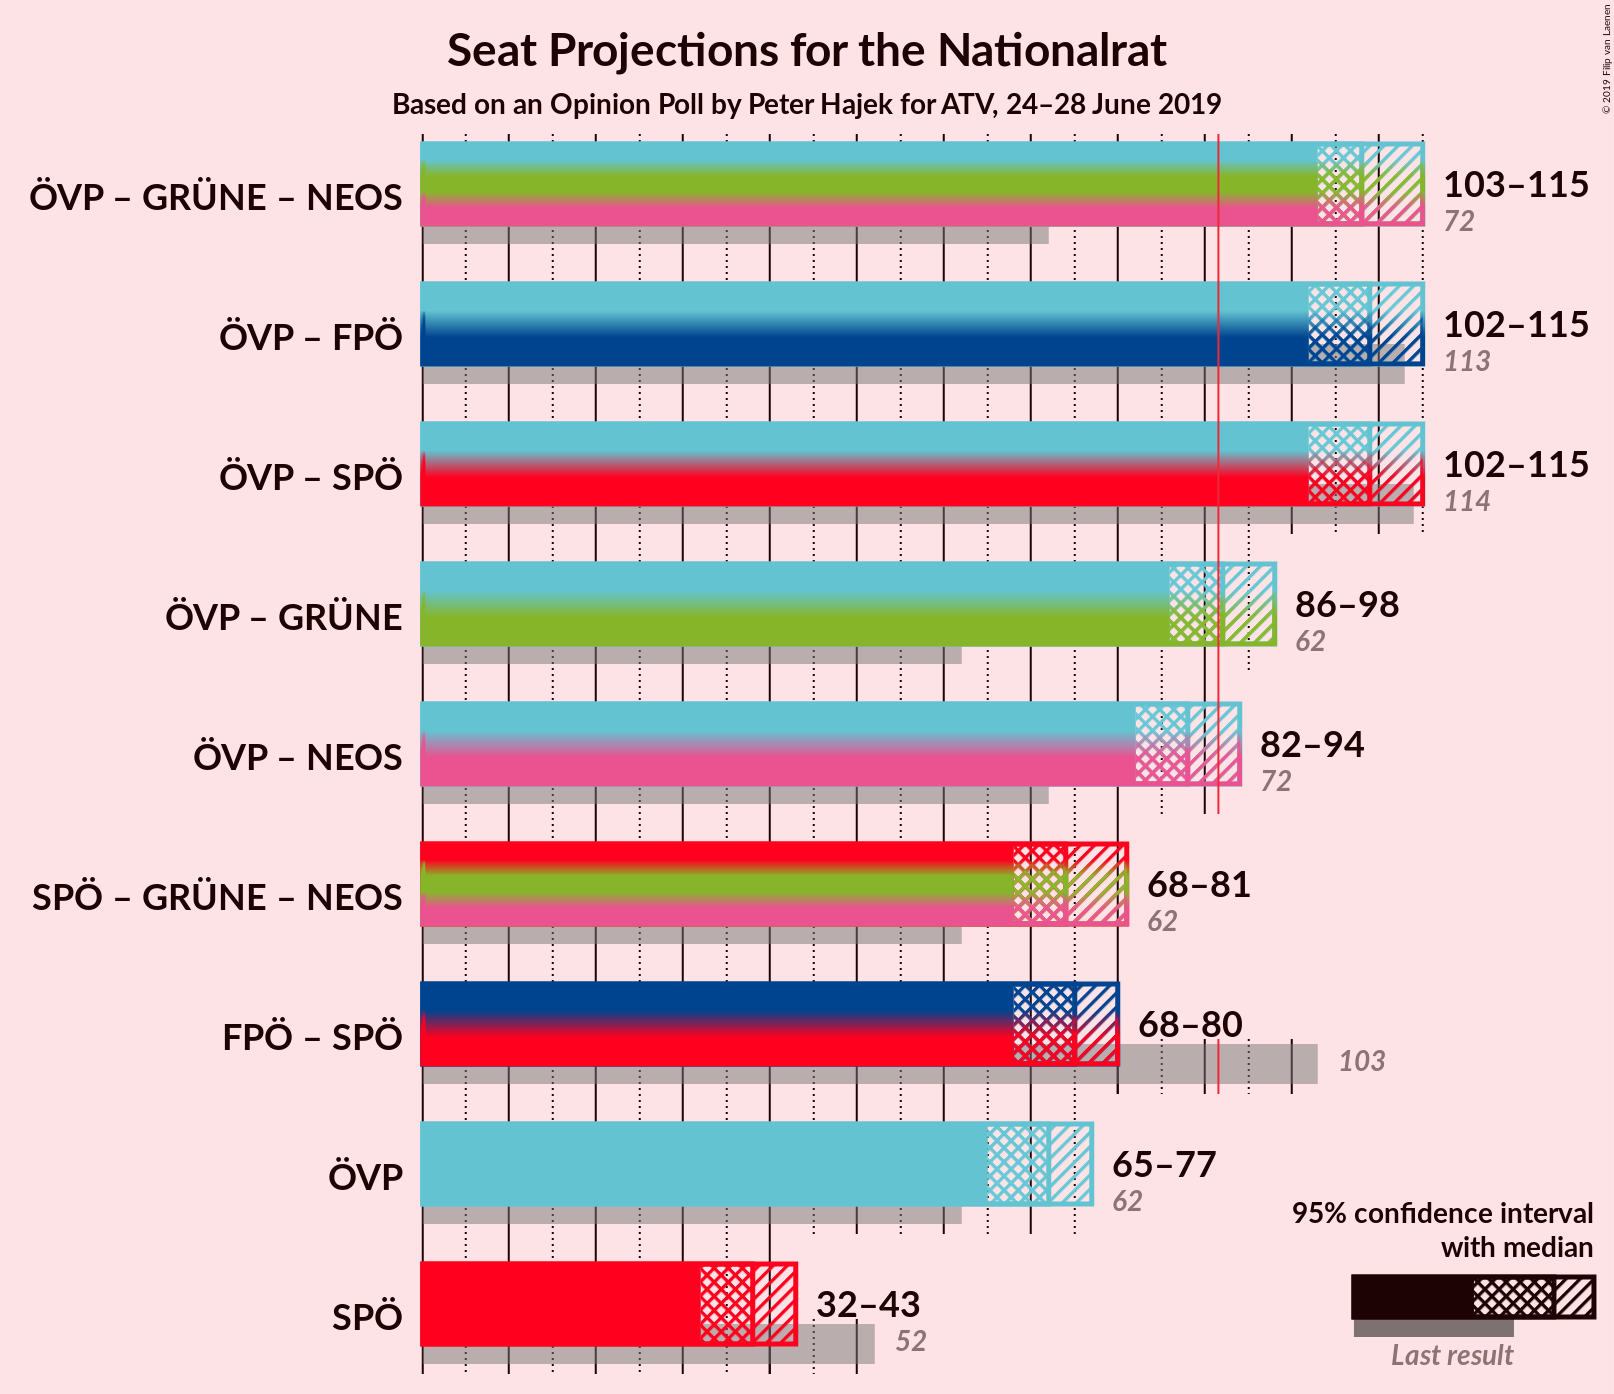 Seat Projections for the Nationalrat
Based on an Opinion Poll by Peter Hajek for ATV, 24–28 June 2019
© 2019 Filip van Laenen
ÖVP – GRÜNE – NEOS
103–115
72
ÖVP – FPÖ
102–115
113
ÖVP – SPÖ
102–115
114
ÖVP – GRÜNE
86–98
62
ÖVP – NEOS
82–94
72
SPÖ – GRÜNE – NEOS
68–81
62
FPÖ – SPÖ
68–80
103
ÖVP
65–77
62
SPÖ
32–43
52
95% confidence interval
with median
Last result